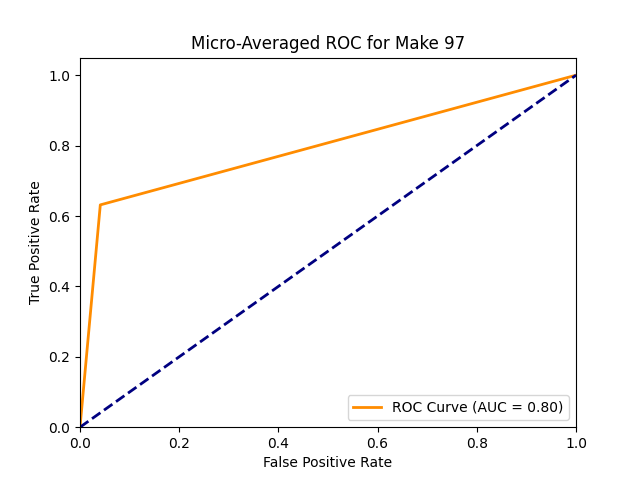 Micro-Averaged ROC for Make 97
True Positive Rate
1.0
0.8
0.6
0.4
0.2
0.0
0.0 0.2 0.4 0.6 0.8 1.0
False Positive Rate
ROC Curve (AUC = 0.80)